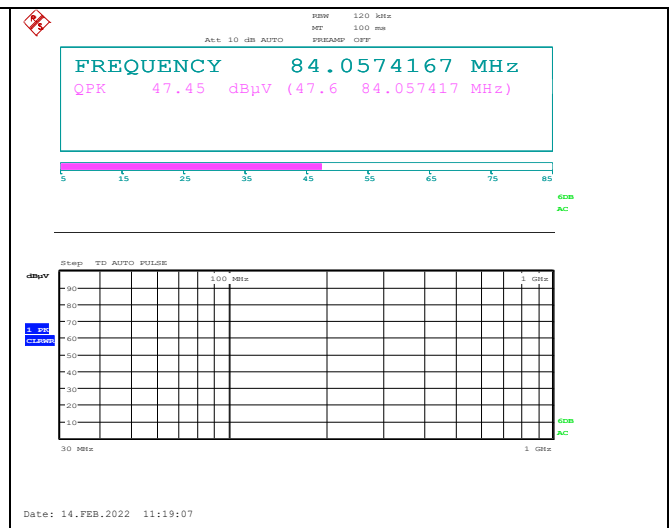 R S
RBW 120 kHz
MT 100 ms
Att 10 dB AUTO PREAMP OFF
FREQUENCY 84.0574167 MHz
QPK 47.45 dBµV (47.6 84.057417 MHz)
5 15 25 35 45 55 65 75 85
6DB
AC
Step TD AUTO PULSE
dBµV
100 MHz 1 GHz
90
80
70
1 PK
CLRWR
60
50
40
30
20
10
6DB
AC
30 MHz 1 GHz
Date: 14.FEB.2022 11:19:07